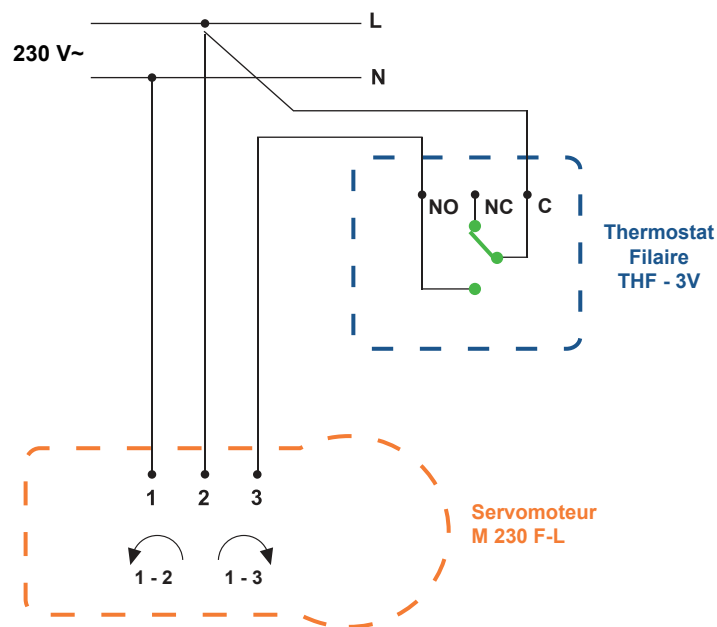 L
230 V~
N
NO
NC
C
Thermostat
Filaire
THF - 3V
1
2
3
Servomoteur
M 230 F-L
1 - 2
1 - 3